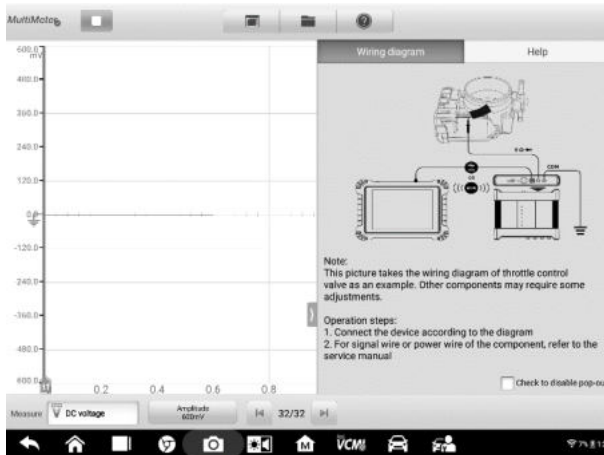 MultiMeter
600.0
mV
480.0
360.0
240.0
120.0
0.0
-120.0
240.0
480.0
600.0
0.2 0.4 0.6 0.8
Wiring diagram Help
COM
OR
Note:
This picture takes the wiring diagram of throttle control
valve as an example. Other components may require some
adjustments.
Operation steps:
1. Connect the device according to the diagram
2. For signal wire or power wire of the component, refer to the
service manual
Check to disable pop-ou
Measure DC voltage
Amplitude
600mV
32/32
VCMI